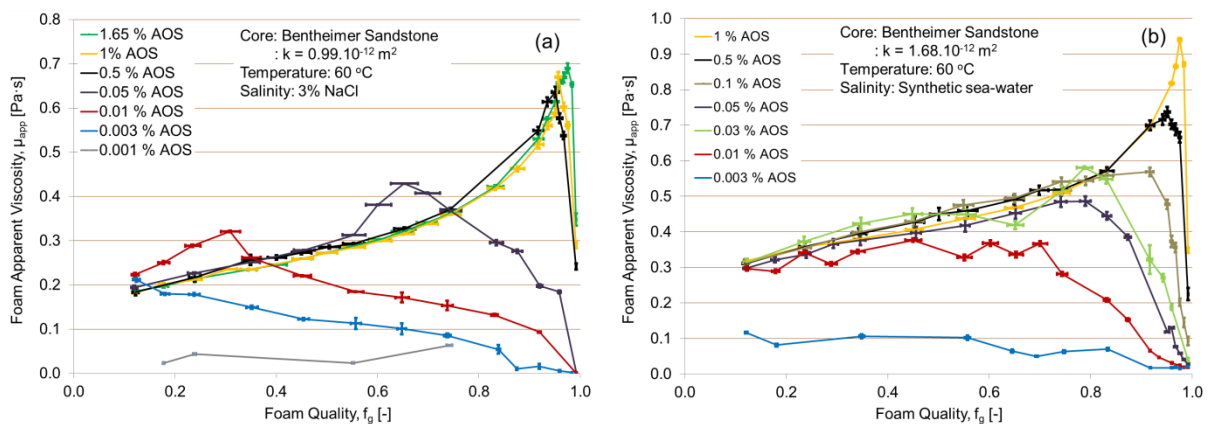 (a)
Foam Apparent Viscosity, μapp [Pa·s]
0.8
0.7
0.6
0.5
0.4
0.3
0.2
0.1
0.0
1.65 % AOS
1% AOS
0.5 % AOS
0.05 % AOS
0.01 % AOS
0.003 % AOS
0.001 % AOS
Core: Bentheimer Sandstone
: k = 0.99.10⁻¹² m²
Temperature: 60 ᵒC
Salinity: 3% NaCl
0.0 0.2 0.4 0.6 0.8 1.0
Foam Quality, fg [-]
(b)
Foam Apparent Viscosity, μapp [Pa·s]
1.0
0.9
0.8
0.7
0.6
0.5
0.4
0.3
0.2
0.1
0.0
1 % AOS
0.5 % AOS
0.1 % AOS
0.05 % AOS
0.03 % AOS
0.01 % AOS
0.003 % AOS
Core: Bentheimer Sandstone
: k = 1.68.10⁻¹² m²
Temperature: 60 ᵒC
Salinity: Synthetic sea-water
0.0 0.2 0.4 0.6 0.8 1.0
Foam Quality, fg [-]